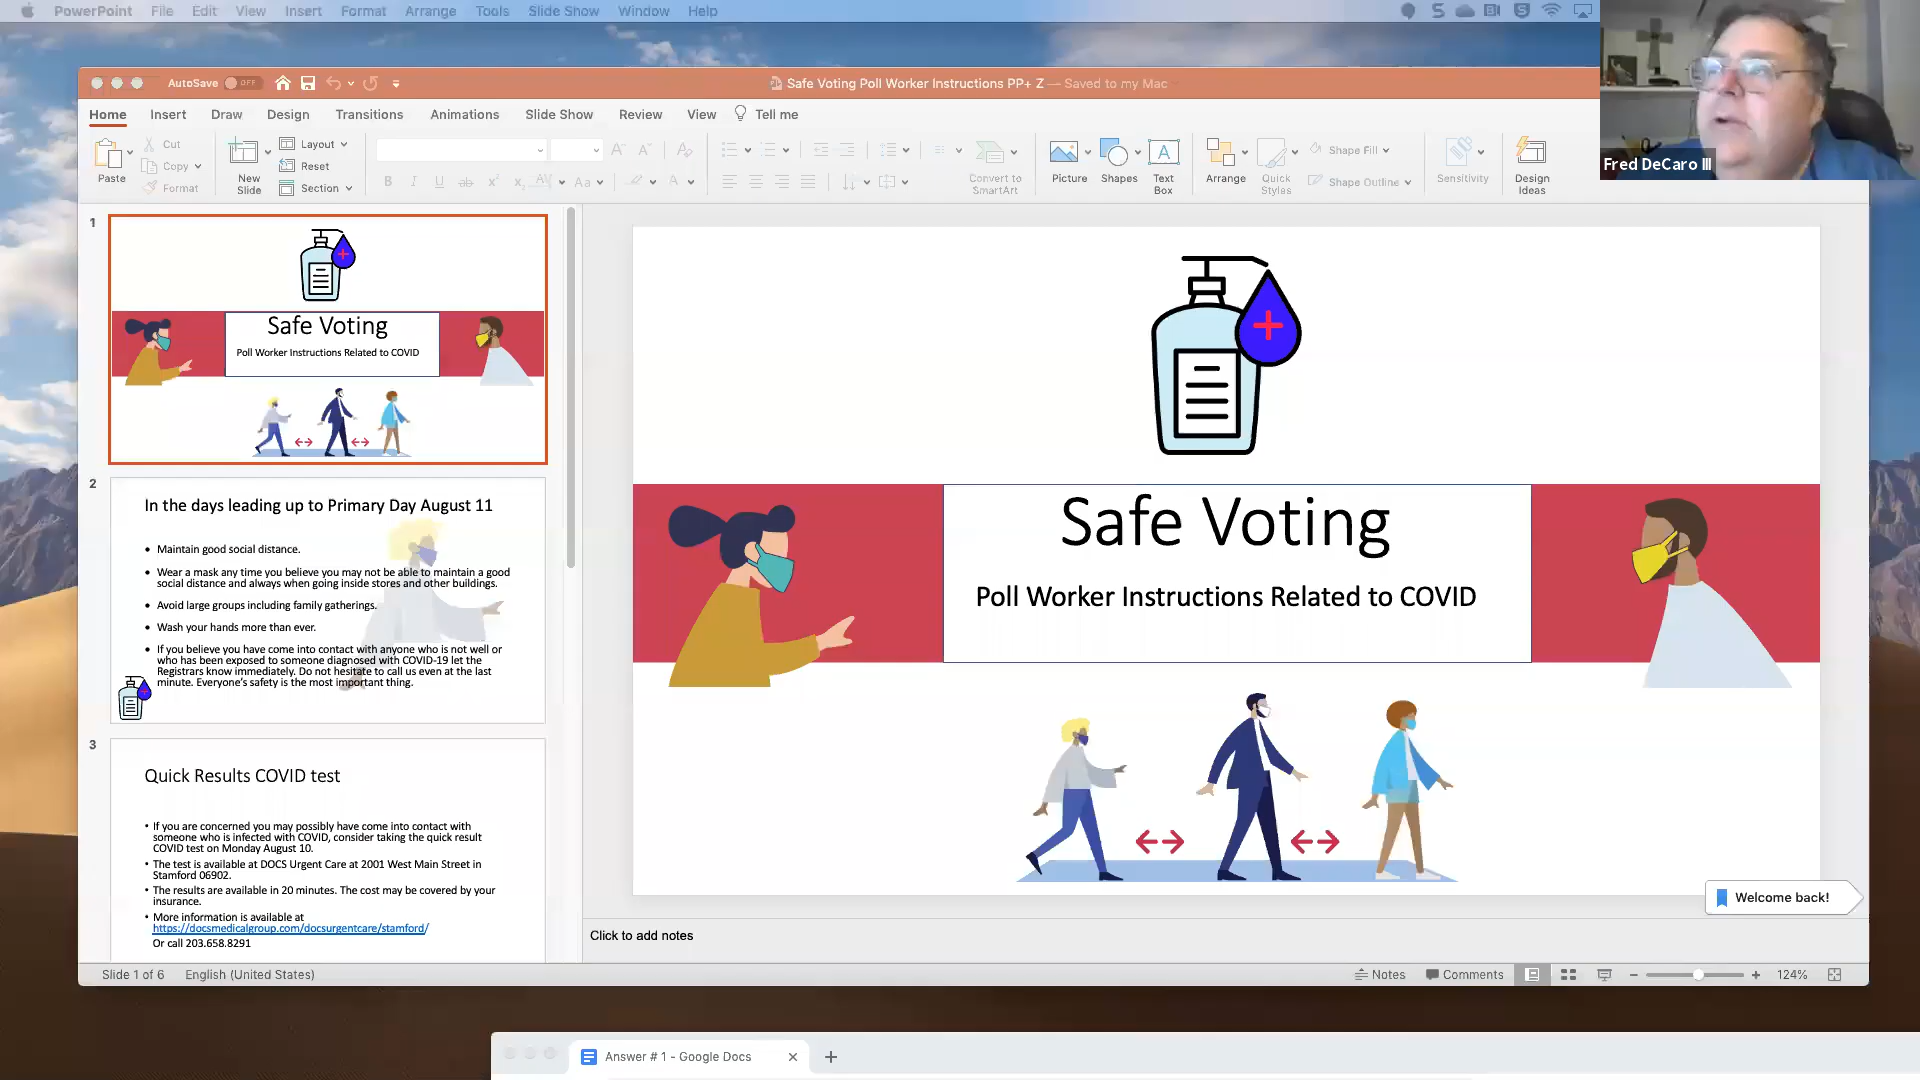 PowerPoint File Edit View Insert Format Arrange Tools Slide Show Window Help
AutoSave OFF
Safe Voting Poll Worker Instructions PP+ Z — Saved to my Mac
Home Insert Draw Design Transitions Animations Slide Show Review View Tell me
Paste
Cut
Copy
Format
New Slide
Layout
Reset
Section
Convert to SmartArt
Picture
Shapes
Text Box
Arrange
Quick Styles
Shape Fill
Shape Outline
Sensitivity
Design Ideas
Fred DeCaro III
1
Safe Voting
Poll Worker Instructions Related to COVID
2
In the days leading up to Primary Day August 11
• Maintain good social distance.
• Wear a mask any time you believe you may not be able to maintain a good
social distance and always when going inside stores and other buildings.
• Avoid large groups including family gatherings.
• Wash your hands more than ever.
• If you believe you have come into contact with anyone who is not well or
who has been exposed to someone diagnosed with COVID-19 let the
Registrars know immediately. Do not hesitate to call us even at the last
minute. Everyone's safety is the most important thing.
3
Quick Results COVID test
• If you are concerned you may possibly have come into contact with
someone who is infected with COVID, consider taking the quick result
COVID test on Monday August 10.
• The test is available at DOCS Urgent Care at 2001 West Main Street in
Stamford 06902.
• The results are available in 20 minutes. The cost may be covered by your
insurance.
• More information is available at
https://docsmedicalgroup.com/docsurgentcare/stamford/
Or call 203.658.8291
Safe Voting
Poll Worker Instructions Related to COVID
Welcome back!
Click to add notes
Slide 1 of 6 English (United States)
Notes Comments 124%
Answer # 1 - Google Docs